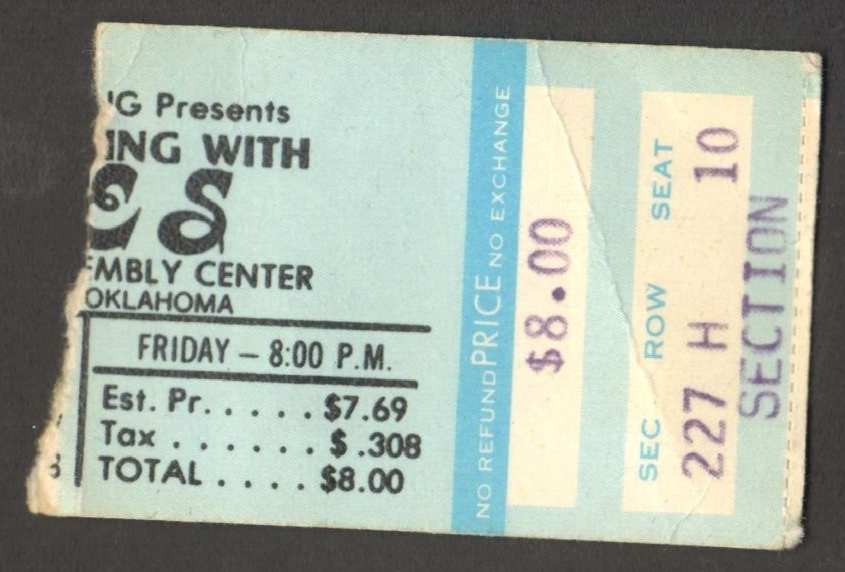 IG Presents
ING WITH
ES
EMBLY CENTER
OKLAHOMA
FRIDAY — 8:00 P.M.
Est. Pr. . . . . . $7.69
Tax . . . . . . $ .308
TOTAL . . . . $8.00
NO REFUND PRICE NO EXCHANGE
$8.00
SEC ROW SEAT
227 H 10
SECTION